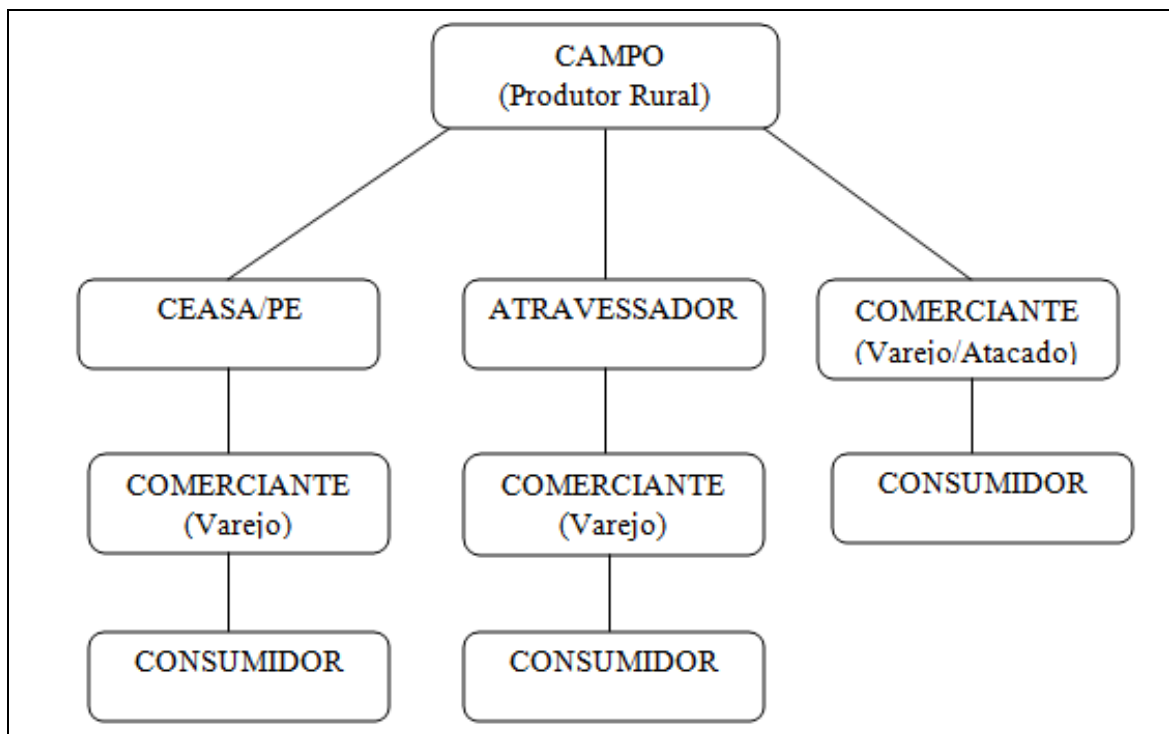 CAMPO
(Produtor Rural)
CEASA/PE
ATRAVESSADOR
COMERCIANTE
(Varejo/Atacado)
COMERCIANTE
(Varejo)
COMERCIANTE
(Varejo)
CONSUMIDOR
CONSUMIDOR
CONSUMIDOR